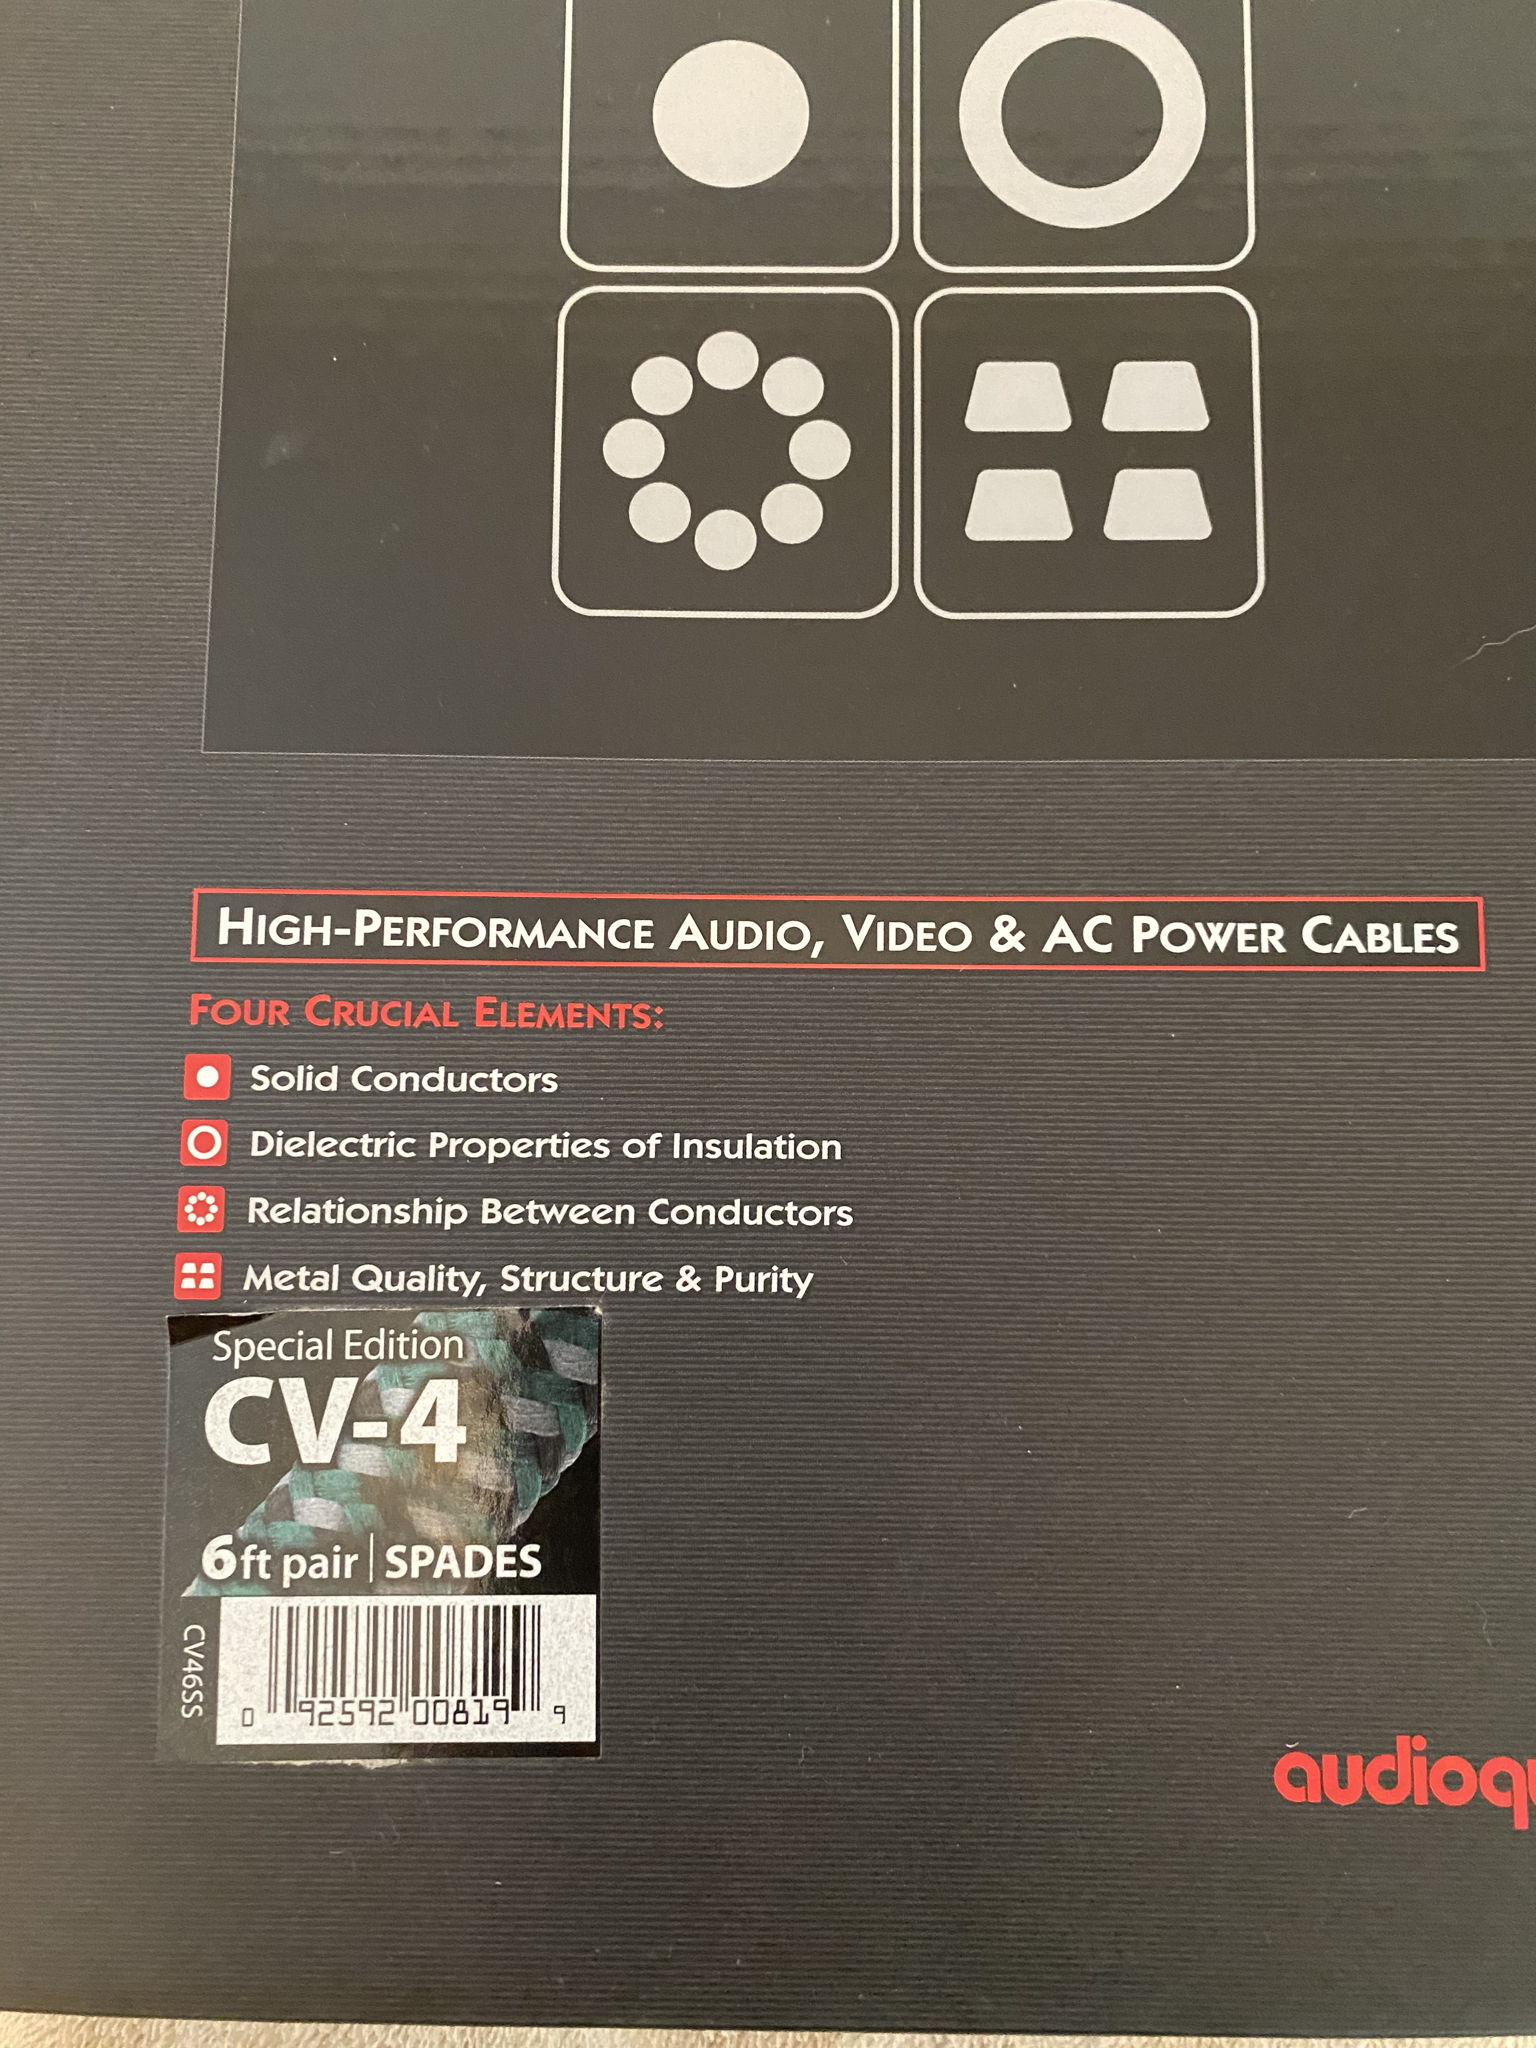 HIGH-PERFORMANCE AUDIO, VIDEO & AC POWER CABLES
FOUR CRUCIAL ELEMENTS:
Solid Conductors
Dielectric Properties of Insulation
Relationship Between Conductors
Metal Quality, Structure & Purity
Special Edition
CV-4
6ft pair | SPADES
CV46SS
0 92592 00819 9
audioqu